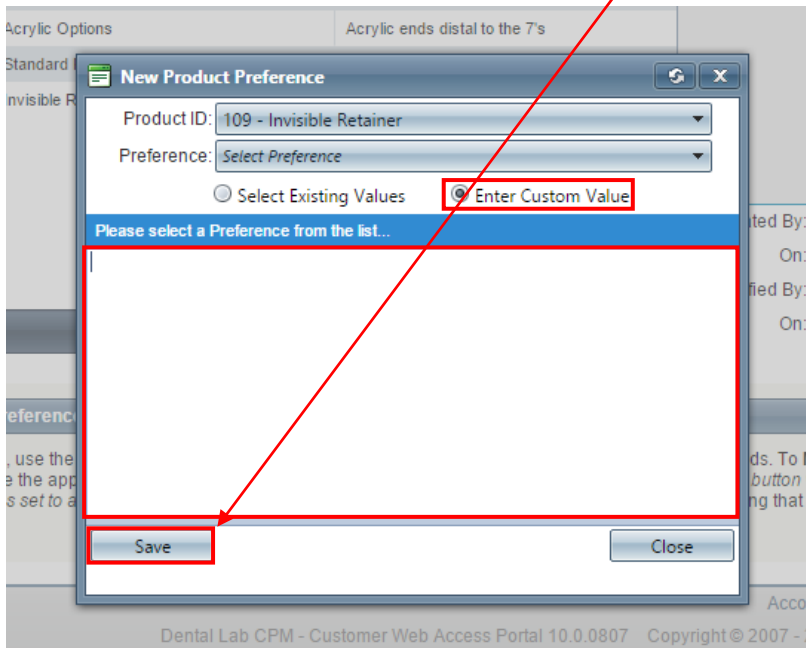 Acrylic Options Acrylic ends distal to the 7's
Standard
nvisible R
New Product Preference
Product ID: 109 - Invisible Retainer
Preference: Select Preference
Select Existing Values Enter Custom Value
Please select a Preference from the list...
ted By:
On:
fied By:
On:
eferenc
, use the ds. To
e the app button
s set to a ng that
Save Close
Acco
Dental Lab CPM - Customer Web Access Portal 10.0.0807 Copyright © 2007 -